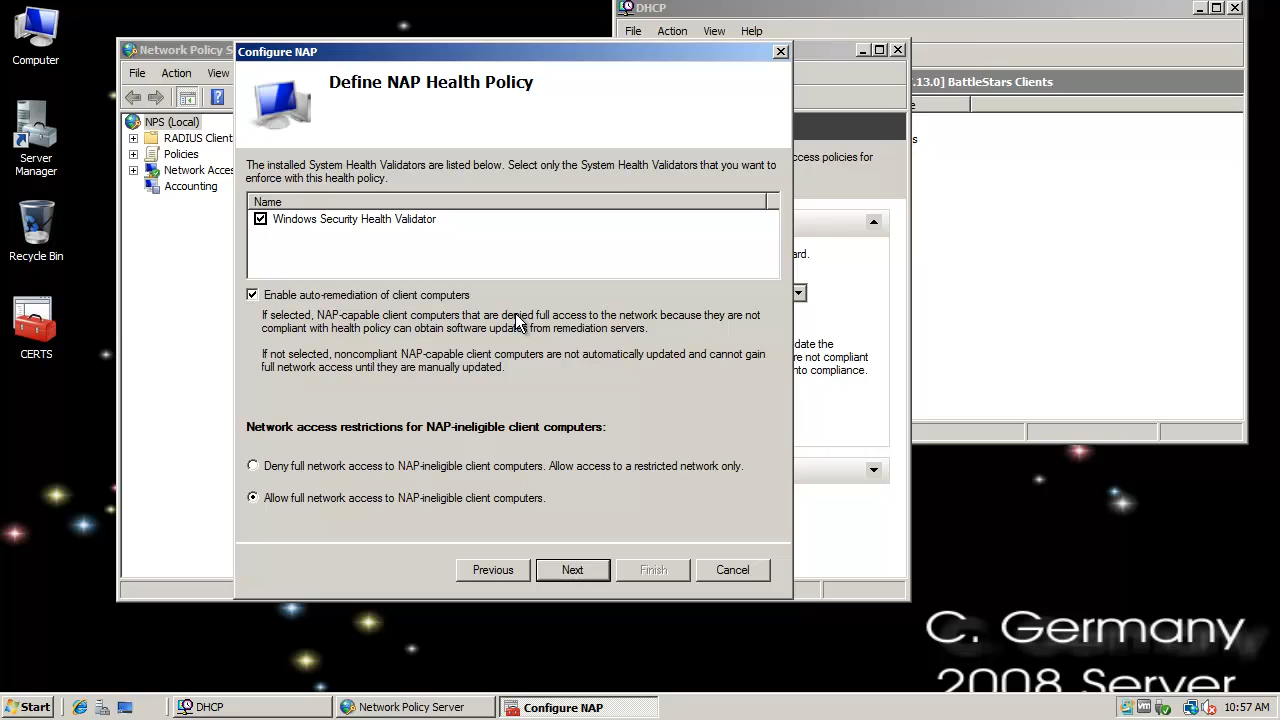 Computer
Server
Manager
Recycle Bin
CERTS
DHCP
File Action View Help
.13.0] BattleStars Clients
e
s
Network Policy S
File Action View
NPS (Local)
RADIUS Client
Policies
Network Acces
Accounting
ccess policies for
ard.
date the
re not compliant
nto compliance.
Configure NAP
Define NAP Health Policy
The installed System Health Validators are listed below. Select only the System Health Validators that you want to
enforce with this health policy.
Name
Windows Security Health Validator
Enable auto-remediation of client computers
If selected, NAP-capable client computers that are denied full access to the network because they are not
compliant with health policy can obtain software updates from remediation servers.
If not selected, noncompliant NAP-capable client computers are not automatically updated and cannot gain
full network access until they are manually updated.
Network access restrictions for NAP-ineligible client computers:
Deny full network access to NAP-ineligible client computers. Allow access to a restricted network only.
Allow full network access to NAP-ineligible client computers.
Previous Next Finish Cancel
C. Germany
2008 Server
Start DHCP Network Policy Server Configure NAP 10:57 AM